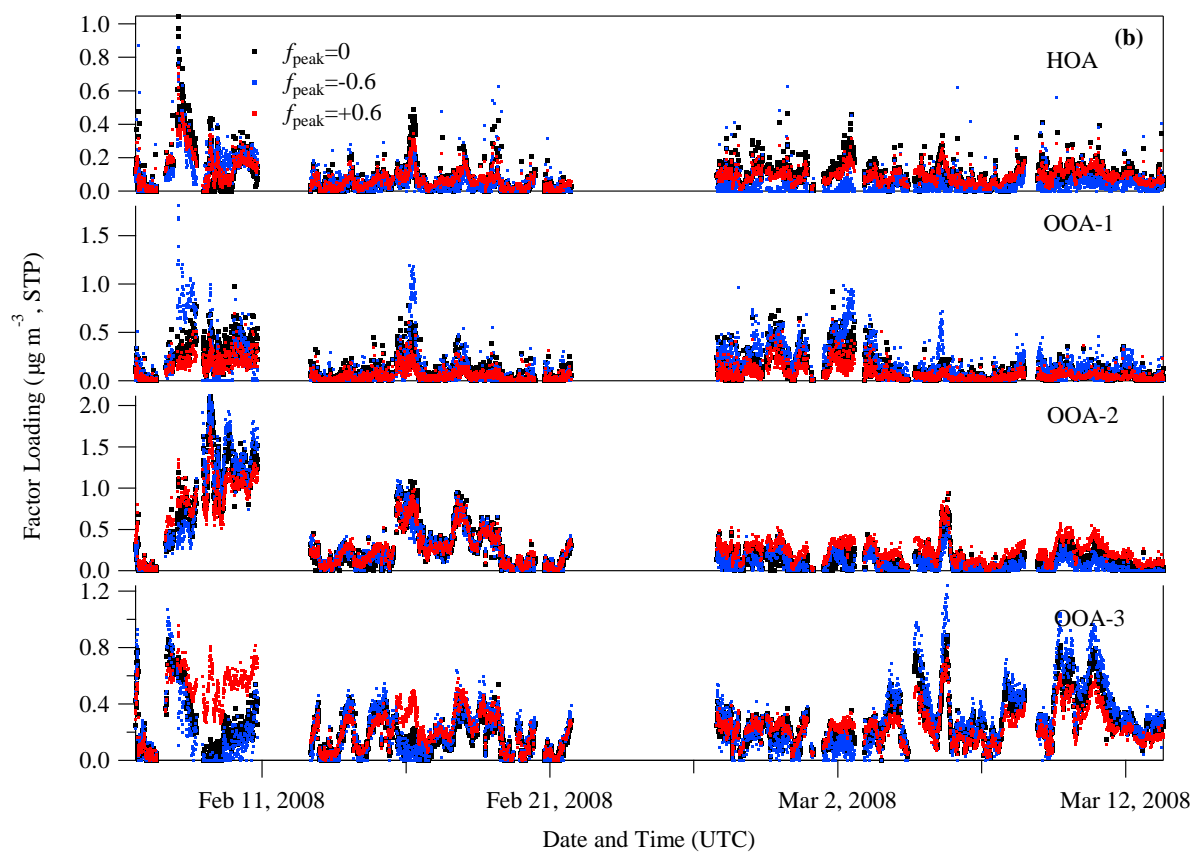 (b)
HOA
f_peak=0
f_peak=-0.6
f_peak=+0.6
1.0
0.8
0.6
0.4
0.2
0.0
OOA-1
1.5
1.0
0.5
0.0
OOA-2
2.0
1.5
1.0
0.5
0.0
OOA-3
1.2
0.8
0.4
0.0
Factor Loading (µg m⁻³, STP)
Feb 11, 2008 Feb 21, 2008 Mar 2, 2008 Mar 12, 2008
Date and Time (UTC)